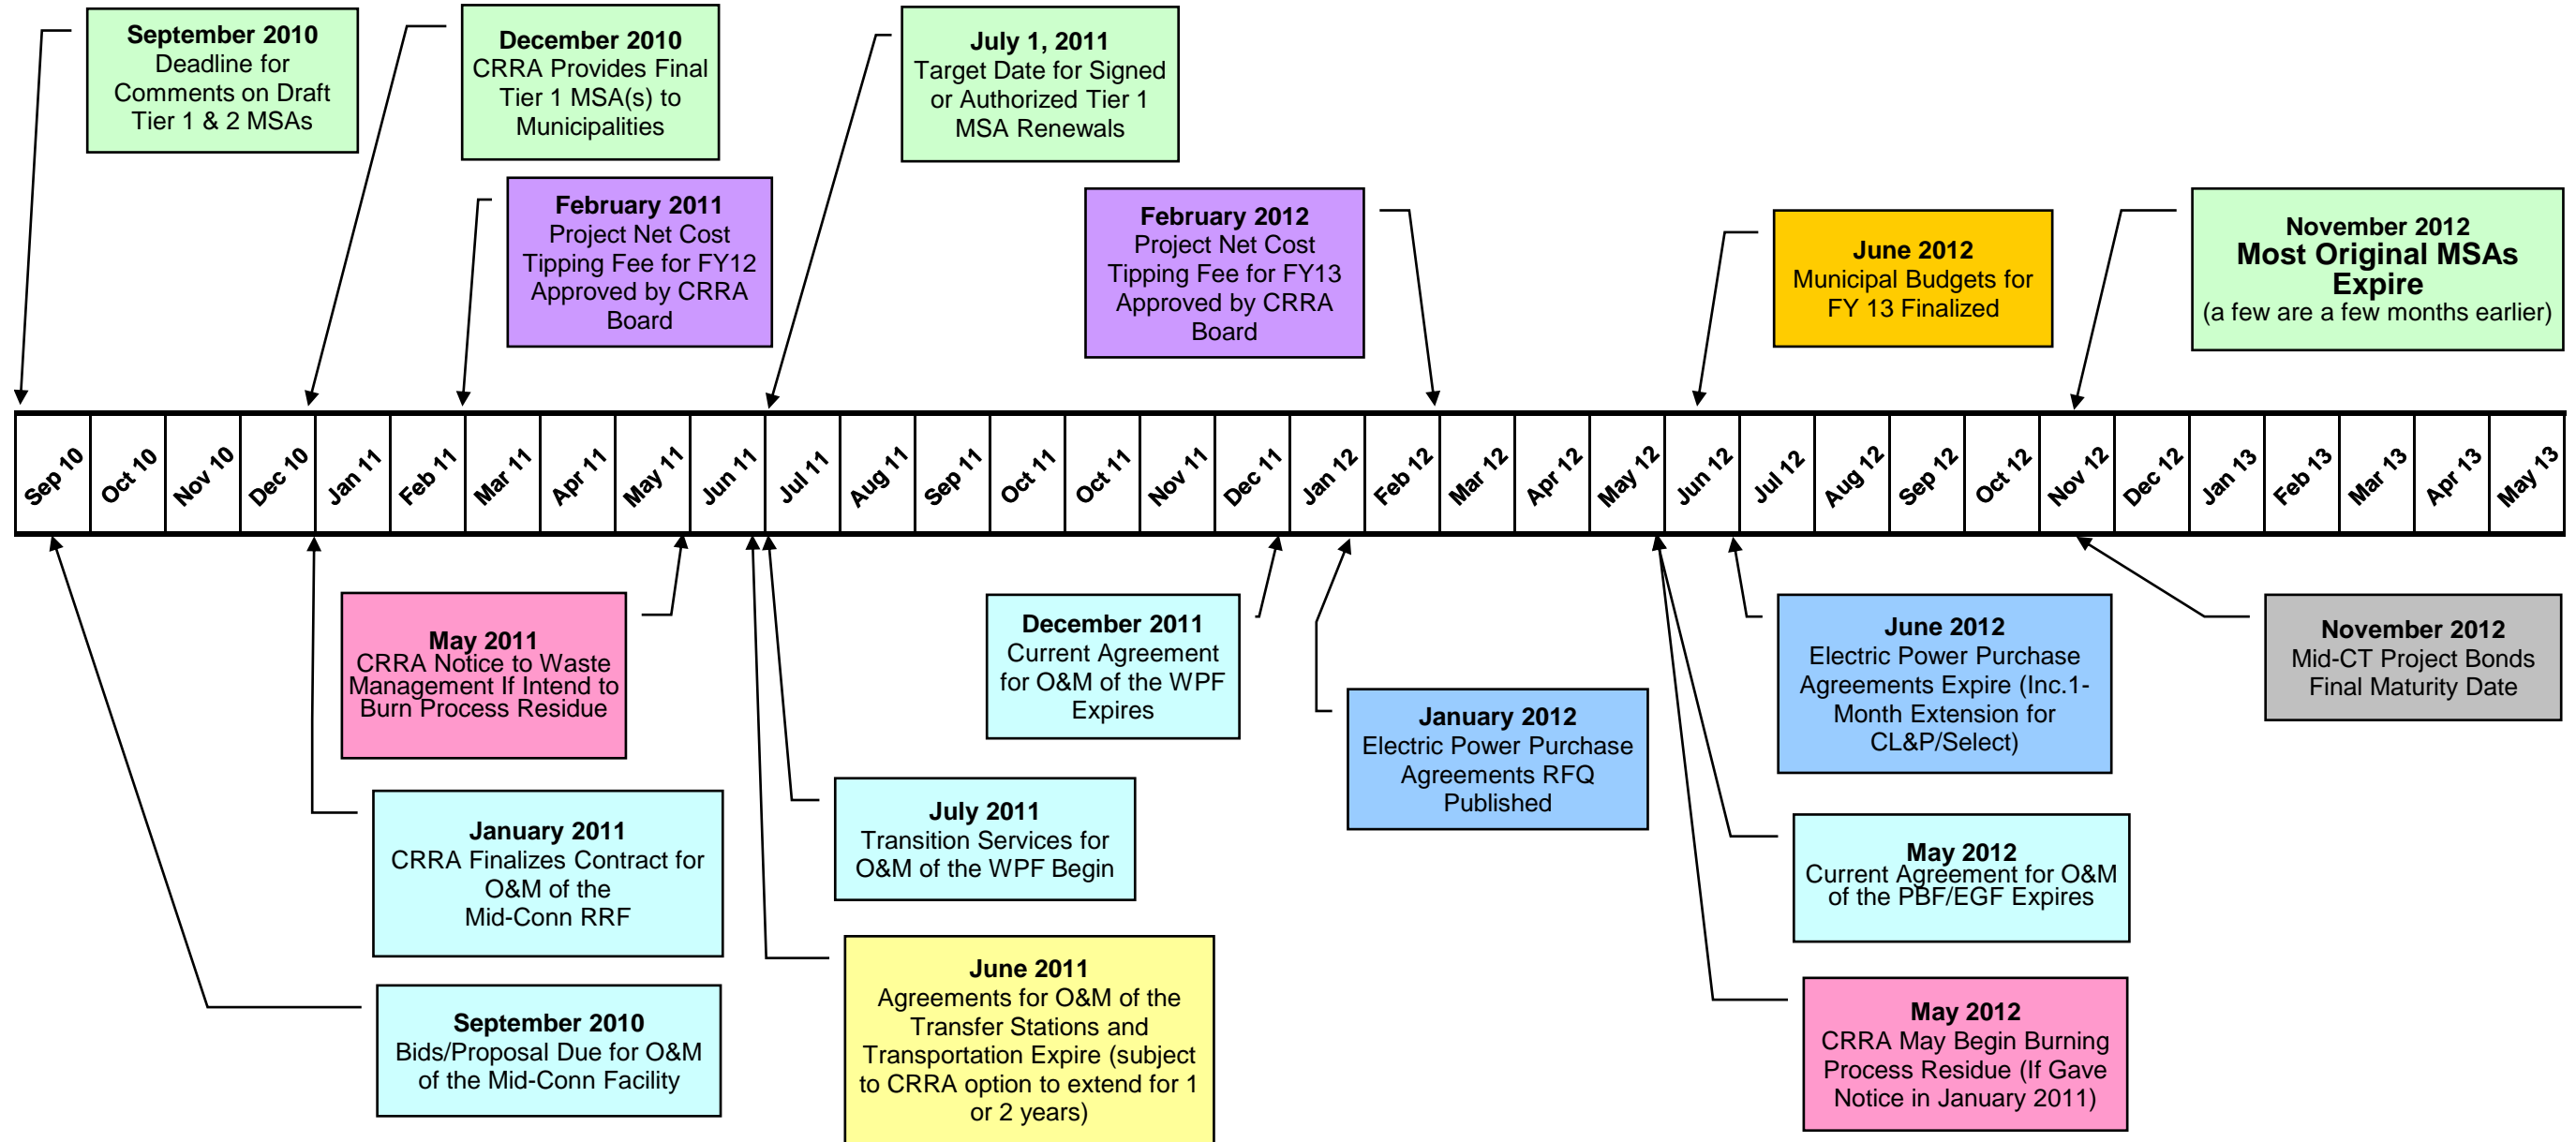 September 2010
Deadline for
Comments on Draft
Tier 1 & 2 MSAs
December 2010
CRRA Provides Final
Tier 1 MSA(s) to
Municipalities
July 1, 2011
Target Date for Signed
or Authorized Tier 1
MSA Renewals
February 2011
Project Net Cost
Tipping Fee for FY12
Approved by CRRA
Board
February 2012
Project Net Cost
Tipping Fee for FY13
Approved by CRRA
Board
June 2012
Municipal Budgets for
FY 13 Finalized
November 2012
Most Original MSAs
Expire
(a few are a few months earlier)
Sep 10
Oct 10
Nov 10
Dec 10
Jan 11
Feb 11
Mar 11
Apr 11
May 11
Jun 11
Jul 11
Aug 11
Sep 11
Oct 11
Oct 11
Nov 11
Dec 11
Jan 12
Feb 12
Mar 12
Apr 12
May 12
Jun 12
Jul 12
Aug 12
Sep 12
Oct 12
Nov 12
Dec 12
Jan 13
Feb 13
Mar 13
Apr 13
May 13
May 2011
CRRA Notice to Waste
Management If Intend to
Burn Process Residue
December 2011
Current Agreement
for O&M of the WPF
Expires
June 2012
Electric Power Purchase
Agreements Expire (Inc.1-
Month Extension for
CL&P/Select)
November 2012
Mid-CT Project Bonds
Final Maturity Date
January 2012
Electric Power Purchase
Agreements RFQ
Published
January 2011
CRRA Finalizes Contract for
O&M of the
Mid-Conn RRF
July 2011
Transition Services for
O&M of the WPF Begin
May 2012
Current Agreement for O&M
of the PBF/EGF Expires
September 2010
Bids/Proposal Due for O&M
of the Mid-Conn Facility
June 2011
Agreements for O&M of the
Transfer Stations and
Transportation Expire (subject
to CRRA option to extend for 1
or 2 years)
May 2012
CRRA May Begin Burning
Process Residue (If Gave
Notice in January 2011)